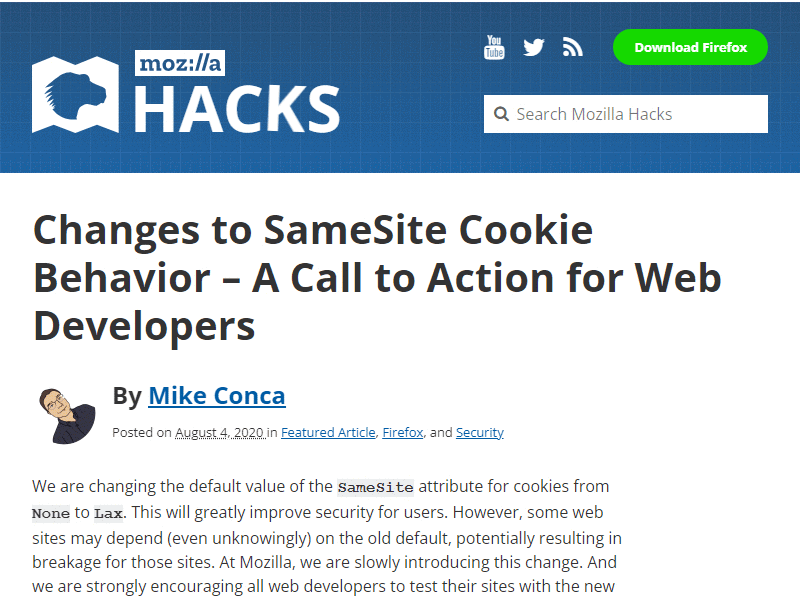 You
Tube
Download Firefox
moz://a
HACKS
Search Mozilla Hacks
Changes to SameSite Cookie
Behavior – A Call to Action for Web
Developers
By Mike Conca
Posted on August 4, 2020 in Featured Article, Firefox, and Security
We are changing the default value of the SameSite attribute for cookies from
None to Lax. This will greatly improve security for users. However, some web
sites may depend (even unknowingly) on the old default, potentially resulting in
breakage for those sites. At Mozilla, we are slowly introducing this change. And
we are strongly encouraging all web developers to test their sites with the new